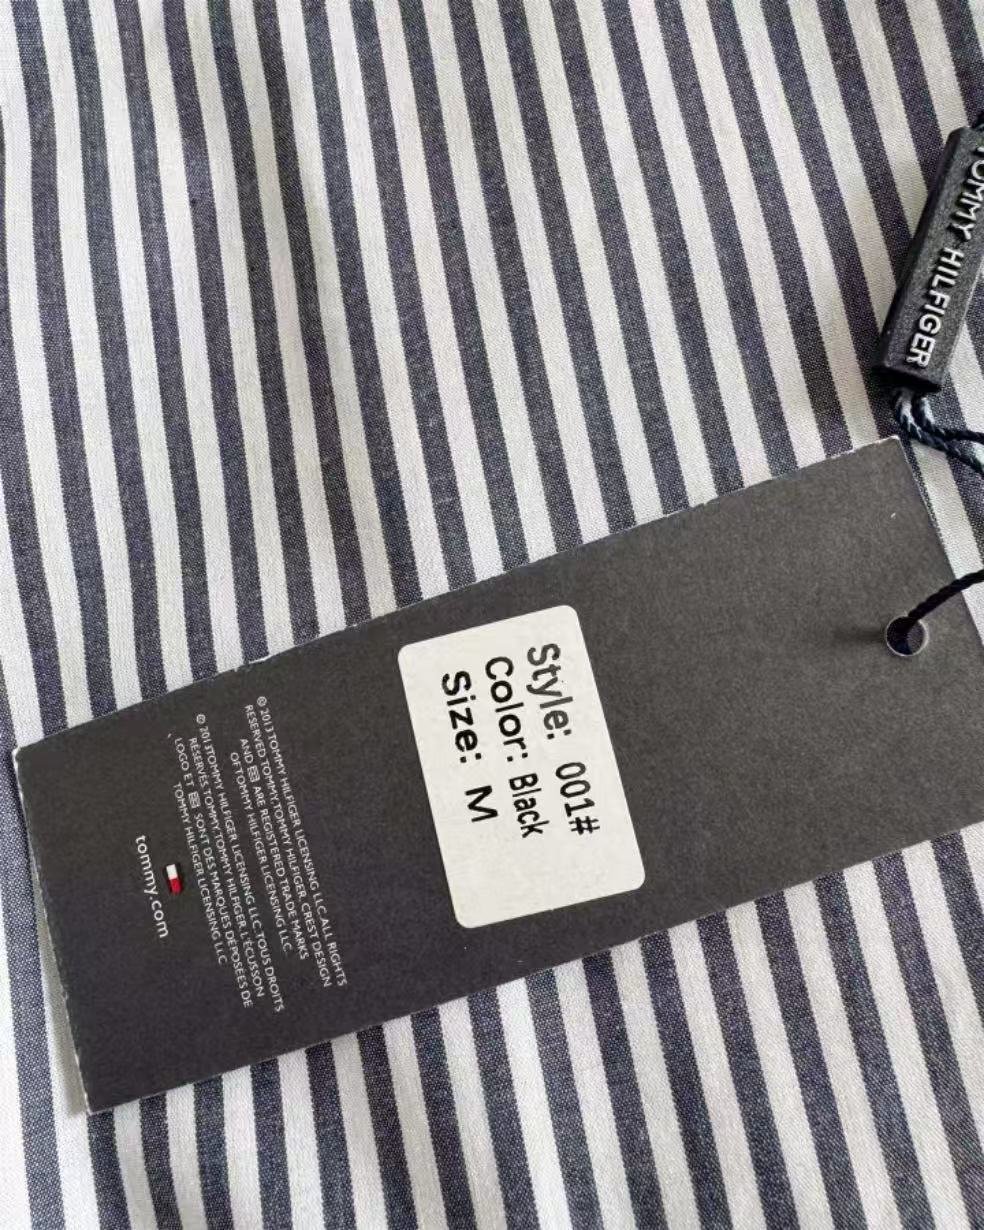 TOMMY HILFIGER
Style: 001#
Color: Black
Size: M
© 2013 TOMMY HILFIGER LICENSING LLC.ALL RIGHTS
RESERVED TOMMY,TOMMY HILFIGER, CREST DESIGN
AND ARE REGISTERED TRADE MARKS
OF TOMMY HILFIGER LICENSING LLC.
© 2013TOMMY HILFIGER LICENSING LLC. TOUS DROITS
RÉSERVÉS. TOMMY,TOMMY HILFIGER, L'ÉCUSSON
LOGO ET SONT DES MARQUES DÉPOSÉES DE
TOMMY HILFIGER LICENSING LLC
tommy.com